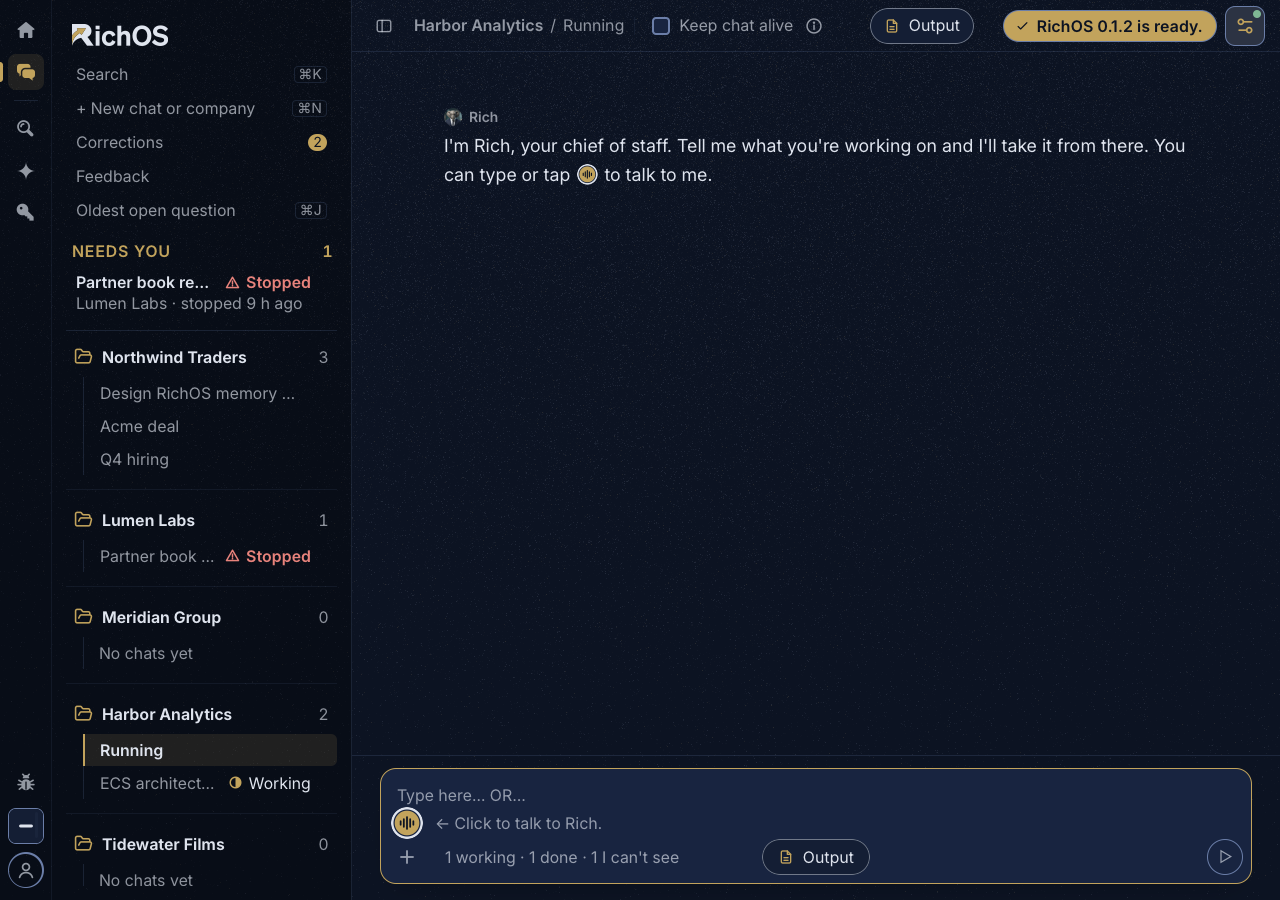 RichOS
Search ⌘K
+ New chat or company ⌘N
Corrections 2
Feedback
Oldest open question ⌘J
NEEDS YOU 1
Partner book re... Stopped
Lumen Labs · stopped 9 h ago
Northwind Traders 3
Design RichOS memory ...
Acme deal
Q4 hiring
Lumen Labs 1
Partner book ... Stopped
Meridian Group 0
No chats yet
Harbor Analytics 2
Running
ECS architect... Working
Tidewater Films 0
No chats yet
Harbor Analytics / Running
Keep chat alive
Output
RichOS 0.1.2 is ready.
Rich
I'm Rich, your chief of staff. Tell me what you're working on and I'll take it from there. You
can type or tap to talk to me.
Type here... OR...
← Click to talk to Rich.
1 working · 1 done · 1 I can't see
Output